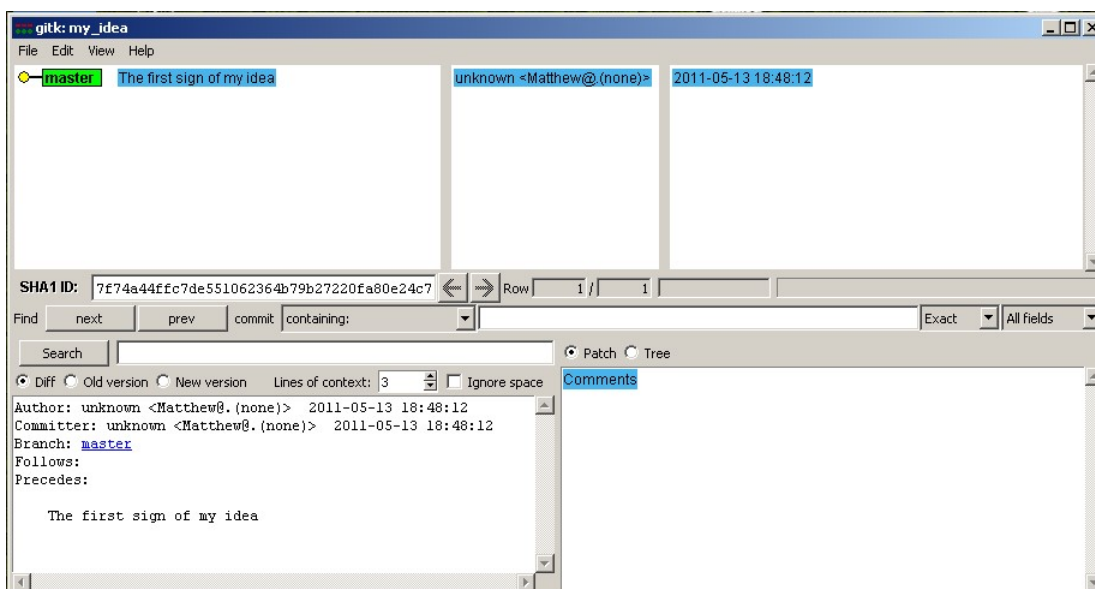 gitk: my_idea
File Edit View Help
master The first sign of my idea unknown <Matthew@.(none)> 2011-05-13 18:48:12
SHA1 ID: 7f74a44ffc7de551062364b79b27220fa80e24c7 Row 1 / 1
Find next prev commit containing: Exact All fields
Search Patch Tree
Diff Old version New version Lines of context: 3 Ignore space Comments
Author: unknown <Matthew@.(none)> 2011-05-13 18:48:12
Committer: unknown <Matthew@.(none)> 2011-05-13 18:48:12
Branch: master
Follows:
Precedes:
The first sign of my idea